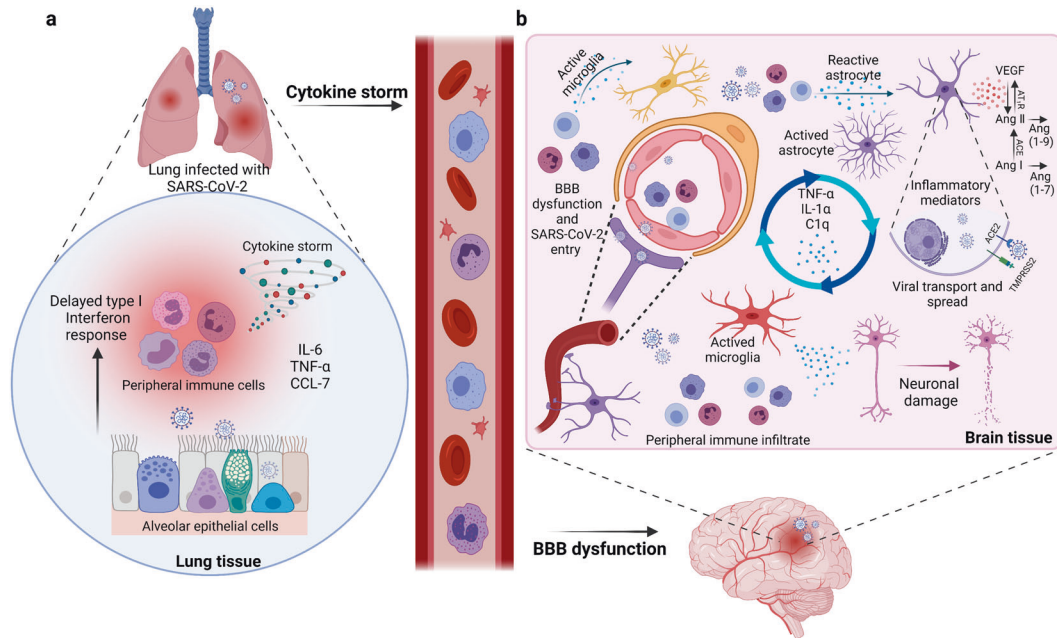 a
Lung infected with
SARS-CoV-2
Cytokine storm
Cytokine storm
Delayed type I
Interferon
response
IL-6
TNF-α
CCL-7
Peripheral immune cells
Alveolar epithelial cells
Lung tissue
b
Active
microglia
Reactive
astrocyte
VEGF
AT₁R
Ang II
Ang
(1-9)
ACE
Ang I
Ang
(1-7)
Actived
astrocyte
BBB
dysfunction
and
SARS-CoV-2
entry
TNF-α
IL-1α
C1q
Inflammatory
mediators
ACE2
TMPRSS2
Viral transport and
spread
Actived
microglia
Neuronal
damage
Peripheral immune infiltrate
Brain tissue
BBB dysfunction